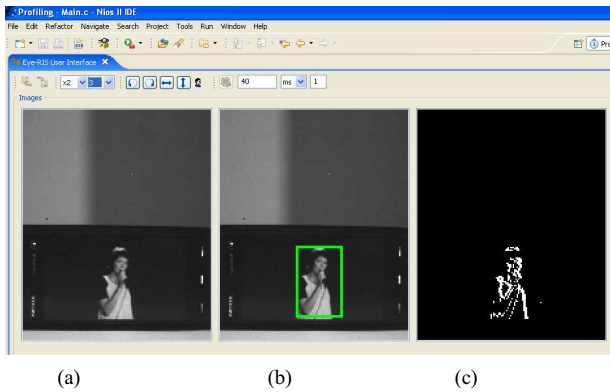 Profiling - Main.c - Nios II IDE
File Edit Refactor Navigate Search Project Tools Run Window Help
Eye-RIS User Interface
x2 3 40 ms 1
Images
(a) (b) (c)